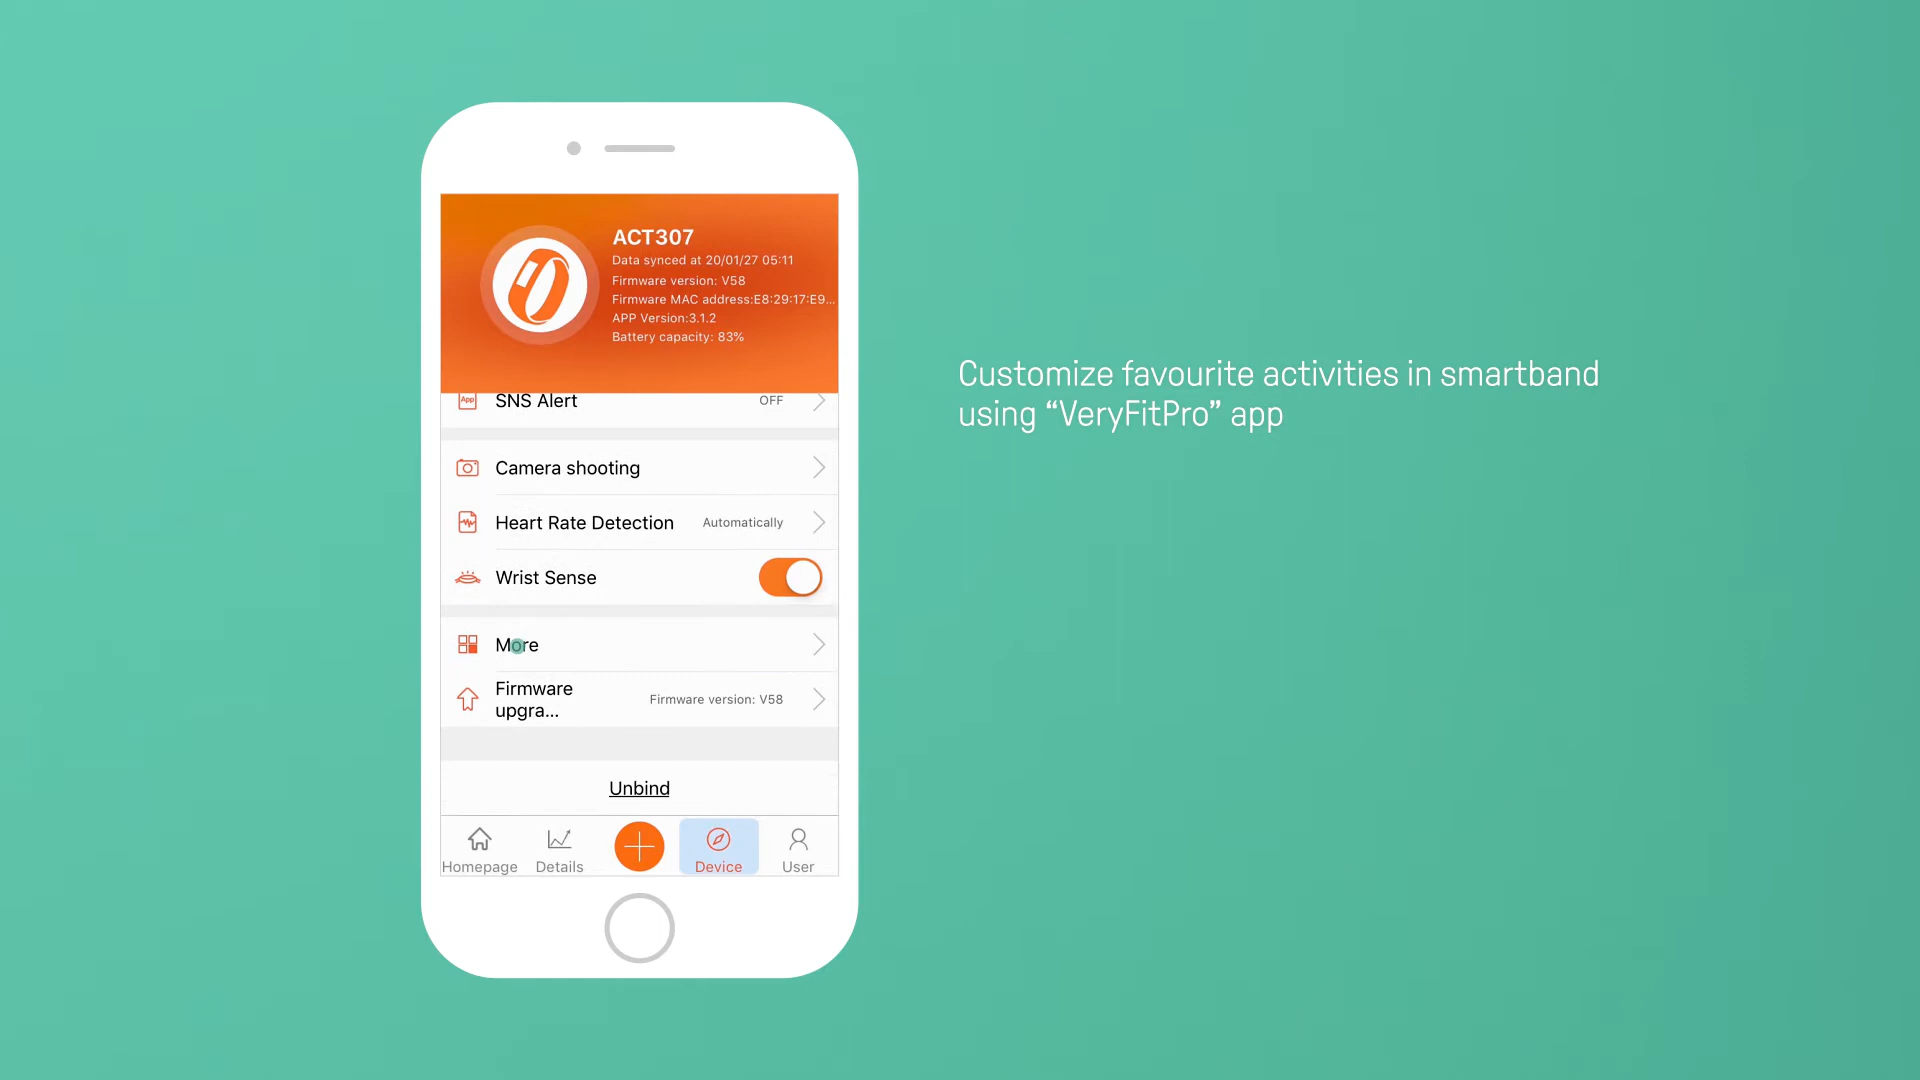 ACT307
Data synced at 20/01/27 05:11
Firmware version: V58
Firmware MAC address:E8:29:17:E9...
APP Version:3.1.2
Battery capacity: 83%
App
SNS Alert OFF
Camera shooting
Heart Rate Detection Automatically
Wrist Sense
More
Firmware
upgra... Firmware version: V58
Unbind
Homepage Details Device User
Customize favourite activities in smartband
using “VeryFitPro” app